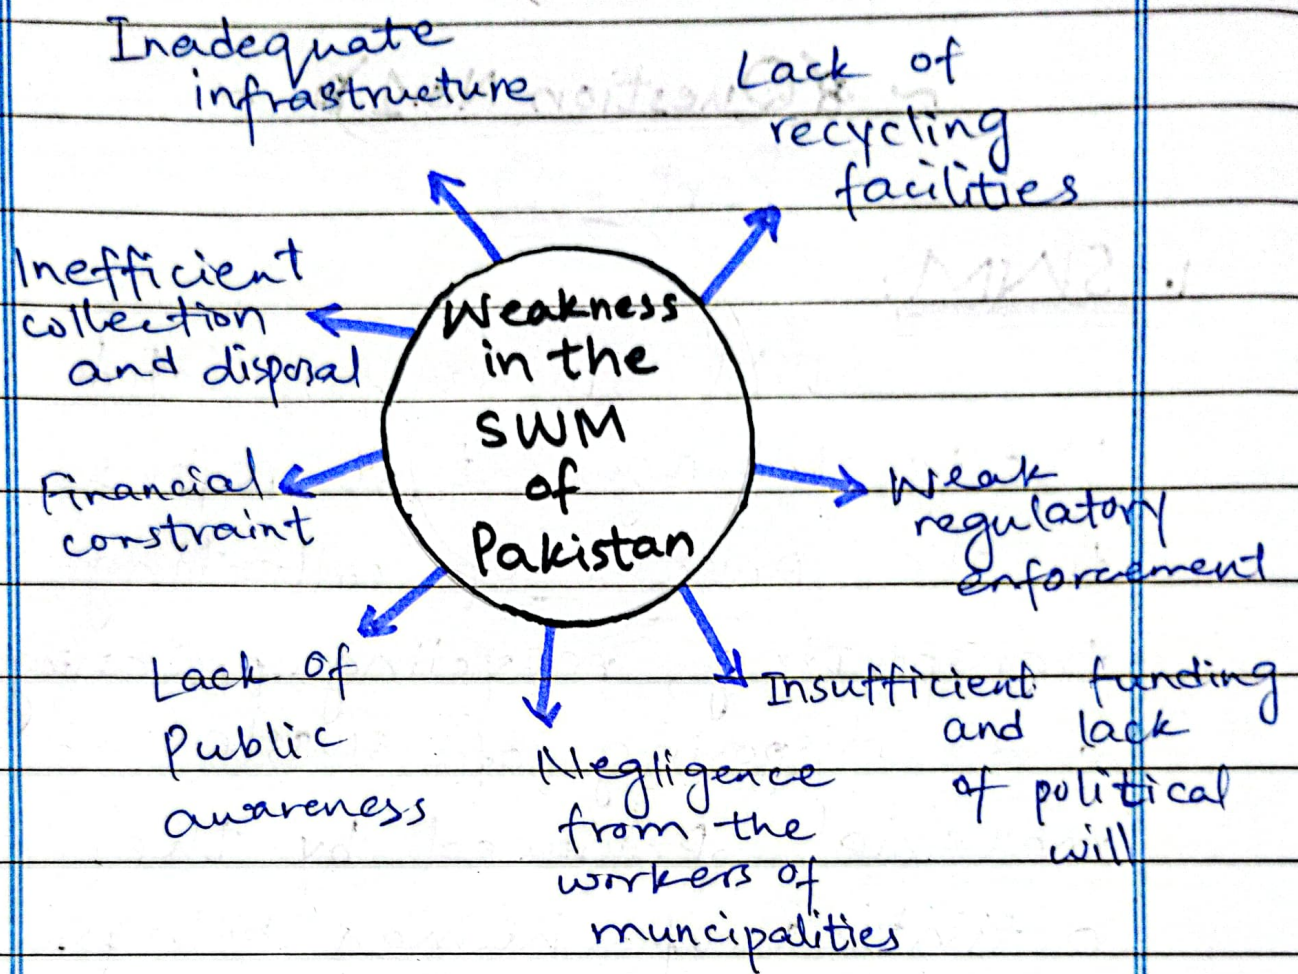 Inadequate
infrastructure
Lack of
recycling
facilities
Inefficient
collection
and disposal
Weakness
in the
SWM
of
Pakistan
Financial
constraint
Weak
regulatory
enforcement
Lack of
Public
awareness
Negligence
from the
workers of
muncipalities
Insufficient funding
and lack
of political
will